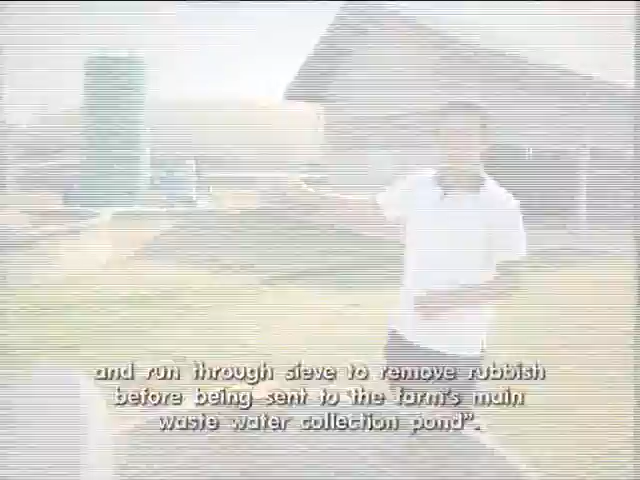 and run through sieve to remove rubbish
before being sent to the farm's main
waste water collection pond".